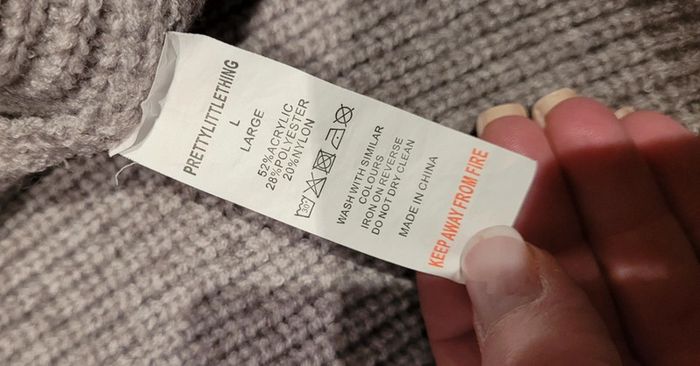 PRETTYLITTLETHING
L
LARGE
52%ACRYLIC
28%POLYESTER
20%NYLON
30°
WASH WITH SIMILAR
COLOURS
IRON ON REVERSE
DO NOT DRY CLEAN
MADE IN CHINA
KEEP AWAY FROM FIRE